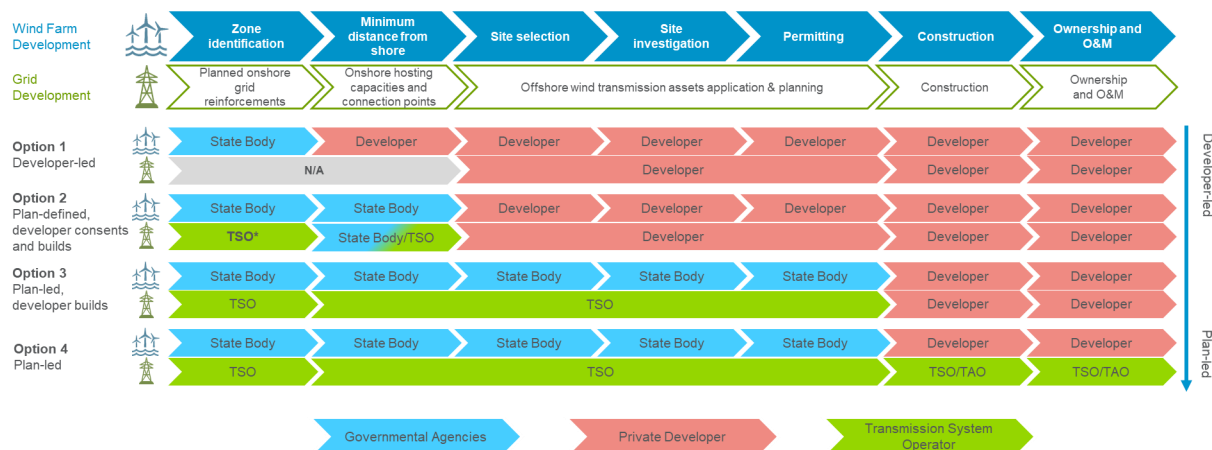 Wind Farm
Development
Zone
identification
Minimum
distance from
shore
Site selection
Site
investigation
Permitting
Construction
Ownership and
O&M
Grid
Development
Planned onshore
grid
reinforcements
Onshore hosting
capacities and
connection points
Offshore wind transmission assets application & planning
Construction
Ownership
and O&M
Option 1
Developer-led
State Body
Developer
Developer
Developer
Developer
Developer
Developer
N/A
Developer
Developer
Developer
Option 2
Plan-defined,
developer consents
and builds
State Body
State Body
Developer
Developer
Developer
Developer
Developer
TSO*
State Body/TSO
Developer
Developer
Developer
Option 3
Plan-led,
developer builds
State Body
State Body
State Body
State Body
State Body
Developer
Developer
TSO
TSO
Developer
Developer
Option 4
Plan-led
State Body
State Body
State Body
State Body
State Body
Developer
Developer
TSO
TSO
TSO/TAO
TSO/TAO
Developer-led
Plan-led
Governmental Agencies
Private Developer
Transmission System
Operator